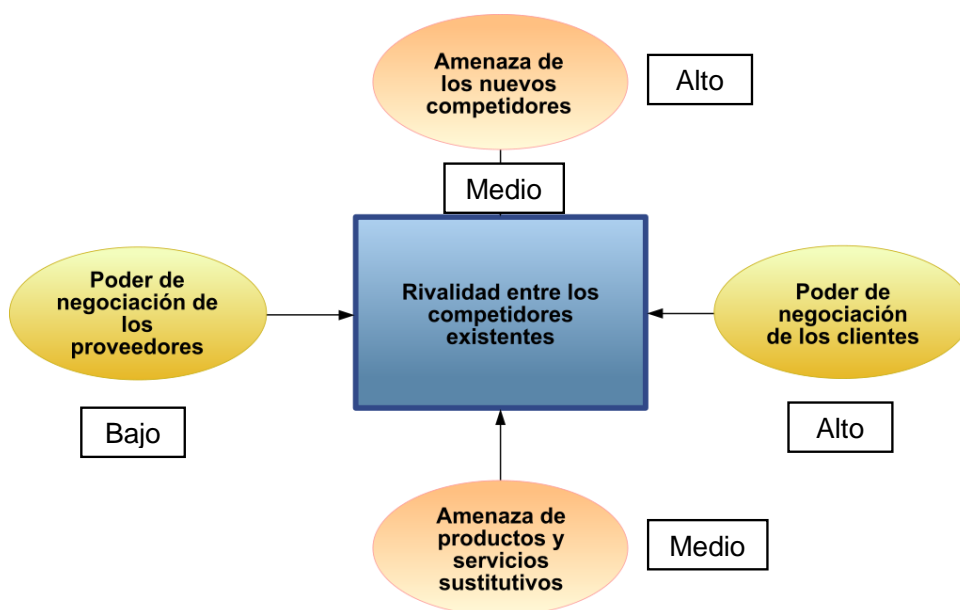 Amenaza de
los nuevos
competidores
Alto
Medio
Poder de
negociación de
los
proveedores
Bajo
Rivalidad entre los
competidores
existentes
Poder de
negociación
de los clientes
Alto
Amenaza de
productos y
servicios
sustitutivos
Medio